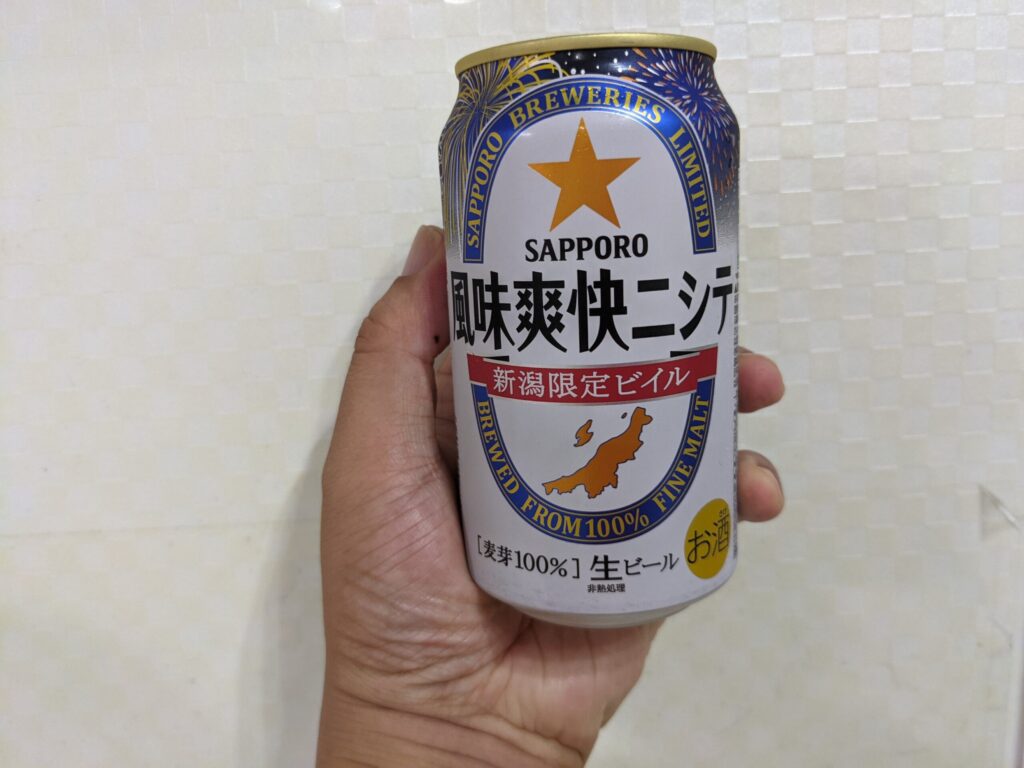 SAPPORO BREWERIES LIMITED
SAPPORO
風味爽快ニシテ
新潟限定ビイル
BREWED FROM 100% FINE MALT
[麦芽100%] 生ビール
非熱処理
お酒